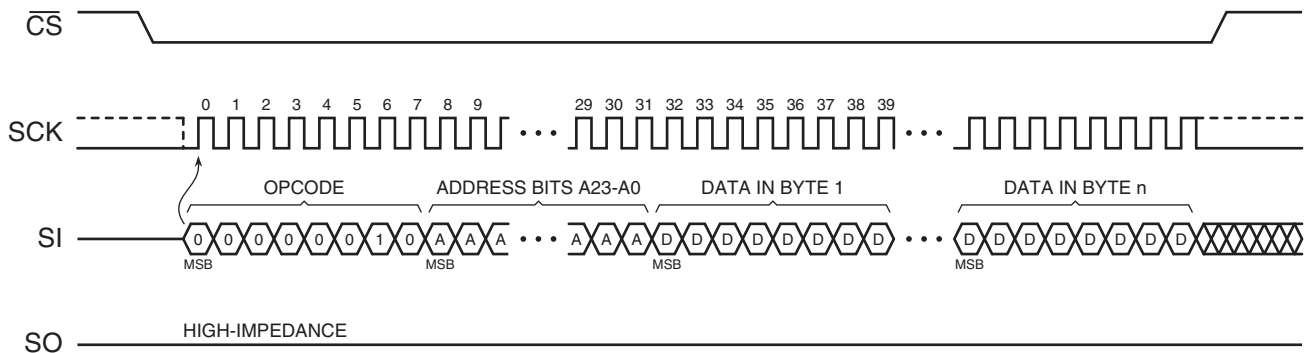 CS
0 1 2 3 4 5 6 7 8 9 29 30 31 32 33 34 35 36 37 38 39
SCK
OPCODE ADDRESS BITS A23-A0 DATA IN BYTE 1 DATA IN BYTE n
SI 0 0 0 0 0 0 1 0 A A A A A A D D D D D D D D D D D D D D D D
MSB MSB MSB MSB
HIGH-IMPEDANCE
SO